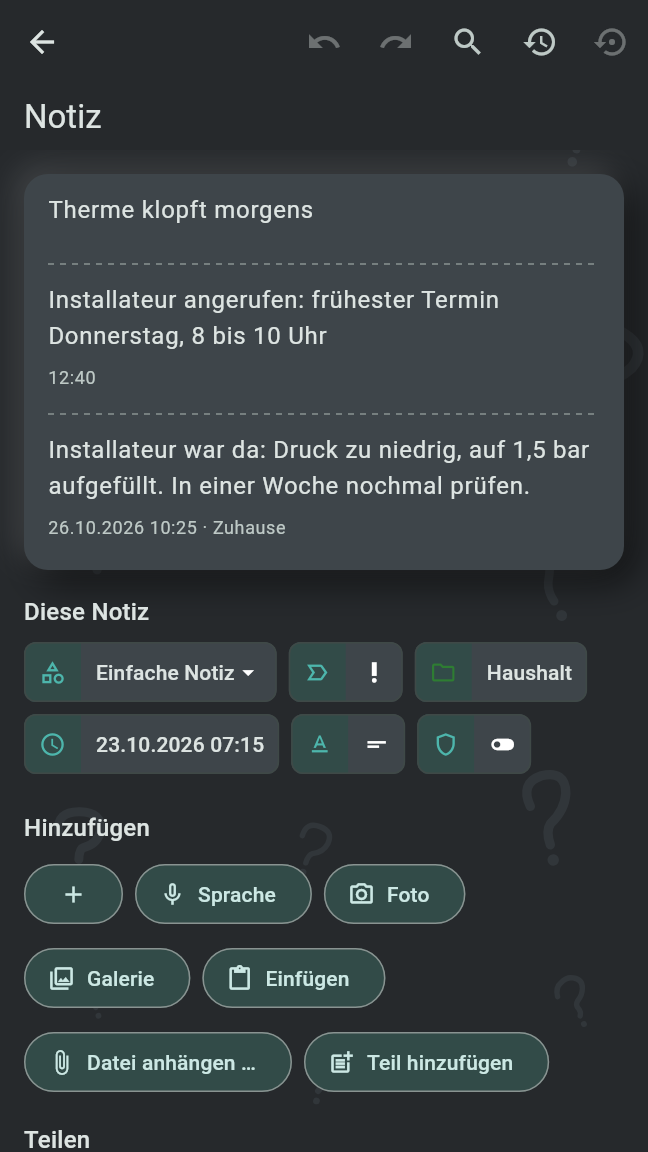 Notiz
Therme klopft morgens
Installateur angerufen: frühester Termin
Donnerstag, 8 bis 10 Uhr
12:40
Installateur war da: Druck zu niedrig, auf 1,5 bar
aufgefüllt. In einer Woche nochmal prüfen.
26.10.2026 10:25 · Zuhause
Diese Notiz
Einfache Notiz
Haushalt
23.10.2026 07:15
Hinzufügen
Sprache
Foto
Galerie
Einfügen
Datei anhängen …
Teil hinzufügen
Teilen